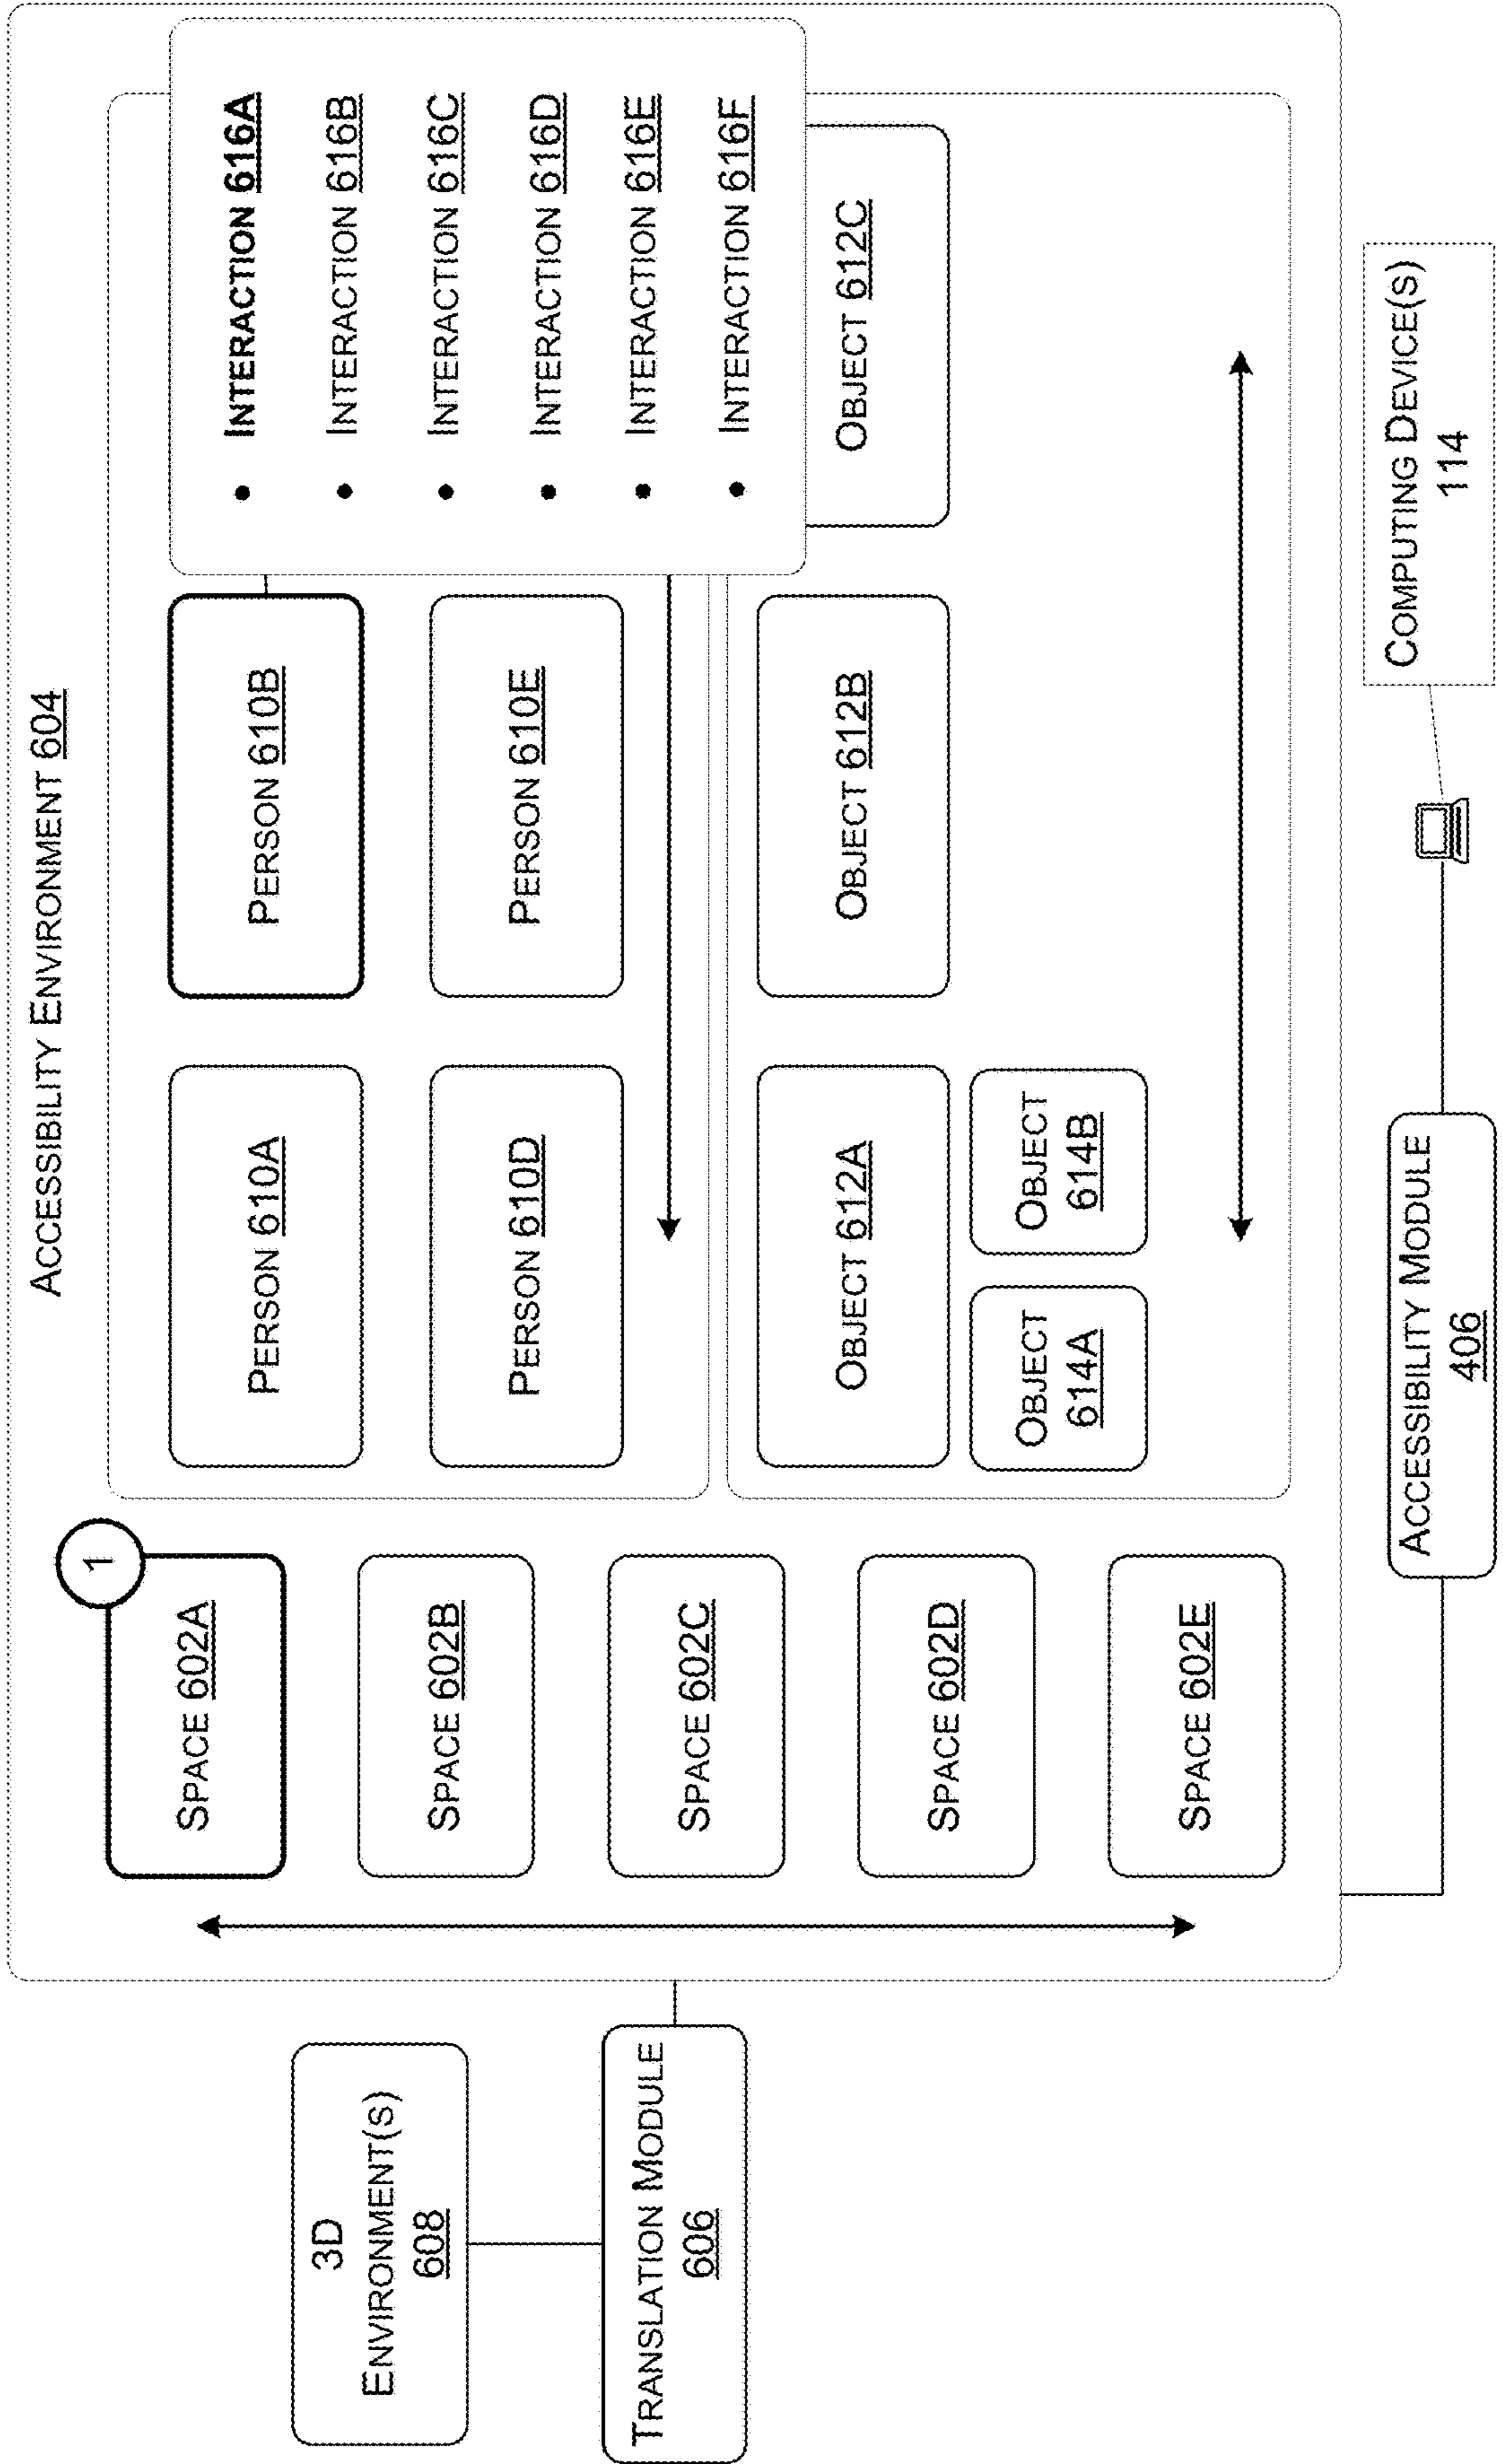 ACCESSIBILITY ENVIRONMENT 604
3D
ENVIRONMENT(S)
608
TRANSLATION MODULE
606
1
SPACE 602A
SPACE 602B
SPACE 602C
SPACE 602D
SPACE 602E
PERSON 610A
PERSON 610B
PERSON 610D
PERSON 610E
• INTERACTION 616A
• INTERACTION 616B
• INTERACTION 616C
• INTERACTION 616D
• INTERACTION 616E
• INTERACTION 616F
OBJECT 612A
OBJECT 612B
OBJECT 612C
OBJECT
614A
OBJECT
614B
ACCESSIBILITY MODULE
406
COMPUTING DEVICE(S)
114